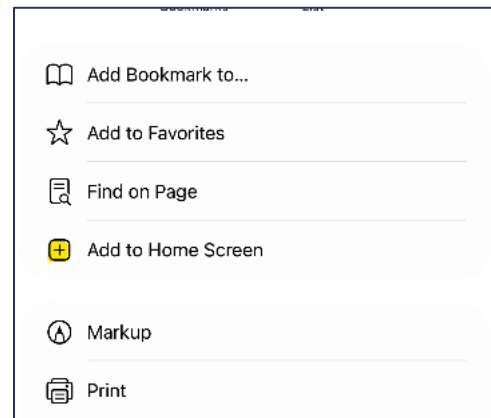 Add Bookmark to...
Add to Favorites
Find on Page
Add to Home Screen
Markup
Print